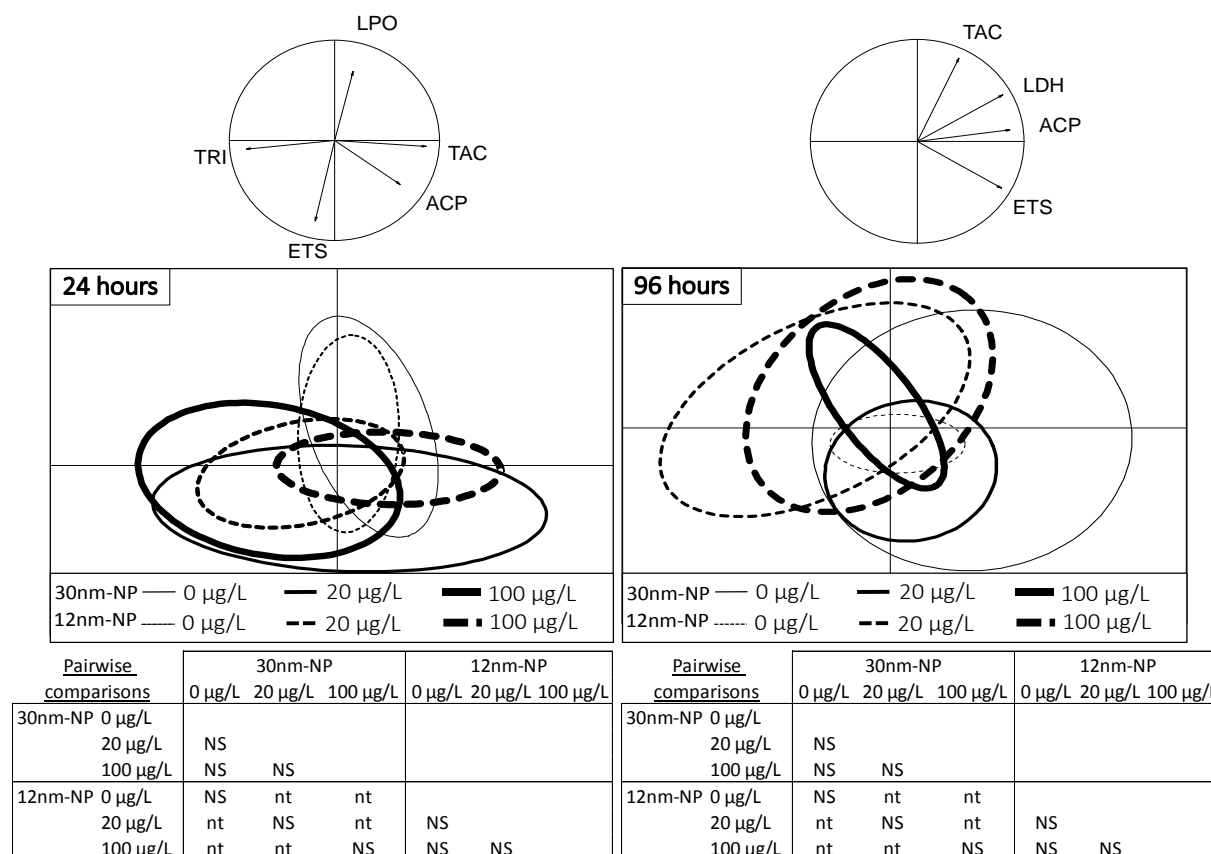 LPO
TRI
TAC
ACP
ETS
TAC
LDH
ACP
ETS
24 hours
30nm-NP 0 µg/L 20 µg/L 100 µg/L
12nm-NP 0 µg/L 20 µg/L 100 µg/L
96 hours
30nm-NP 0 µg/L 20 µg/L 100 µg/L
12nm-NP 0 µg/L 20 µg/L 100 µg/L
Pairwise 30nm-NP 12nm-NP
comparisons 0 µg/L 20 µg/L 100 µg/L 0 µg/L 20 µg/L 100 µg/L
30nm-NP 0 µg/L
20 µg/L NS
100 µg/L NS NS
12nm-NP 0 µg/L NS nt nt
20 µg/L nt NS nt NS
100 µg/L nt nt NS NS NS
Pairwise 30nm-NP 12nm-NP
comparisons 0 µg/L 20 µg/L 100 µg/L 0 µg/L 20 µg/L 100 µg/L
30nm-NP 0 µg/L
20 µg/L NS
100 µg/L NS NS
12nm-NP 0 µg/L NS nt nt
20 µg/L nt NS nt NS
100 µg/L nt nt NS NS NS